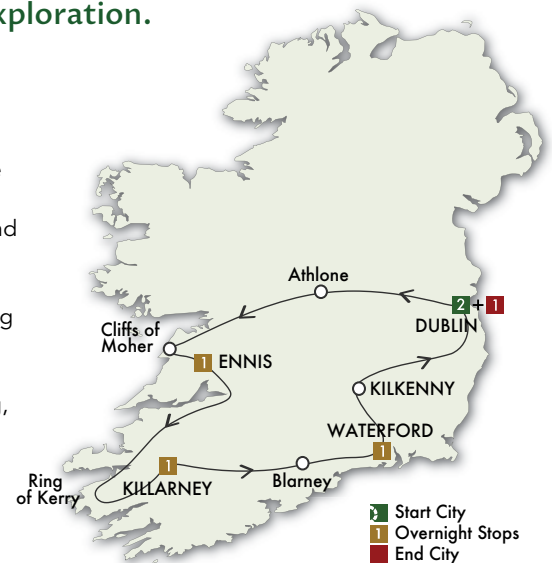 xploration.
nd
g
,
Athlone
2 + 1
DUBLIN
Cliffs of
Moher
1 ENNIS
KILKENNY
WATERFORD
1
1
Ring
of Kerry
KILLARNEY
Blarney
Start City
1 Overnight Stops
End City